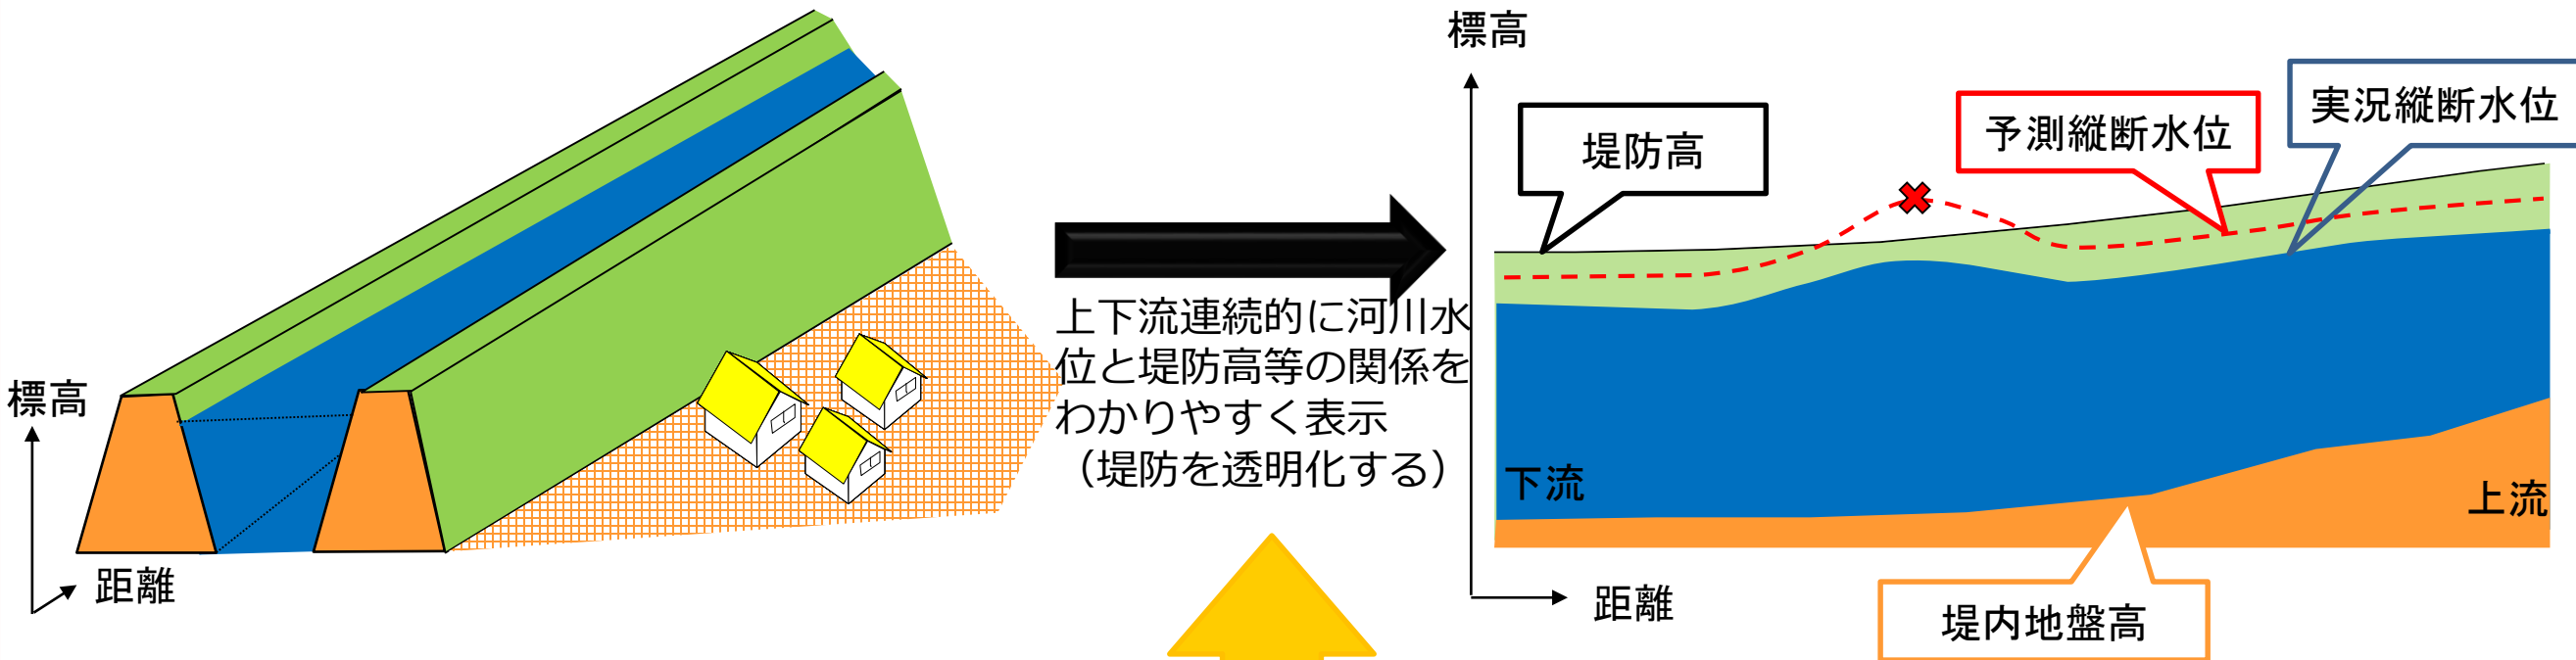 標高
距離
上下流連続的に河川水
位と堤防高等の関係を
わかりやすく表示
（堤防を透明化する）
標高
堤防高
予測縦断水位
実況縦断水位
下流
上流
堤内地盤高
距離